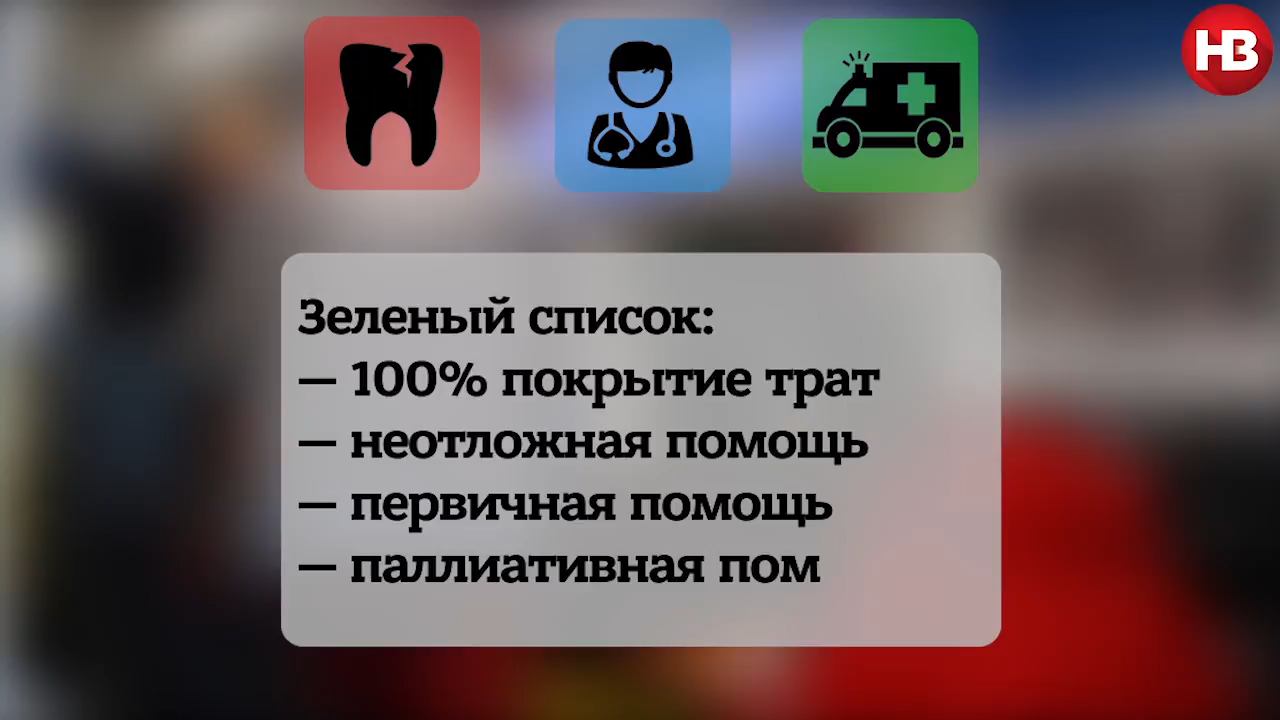 НВ
Зеленый список:
— 100% покрытие трат
— неотложная помощь
— первичная помощь
— паллиативная пом